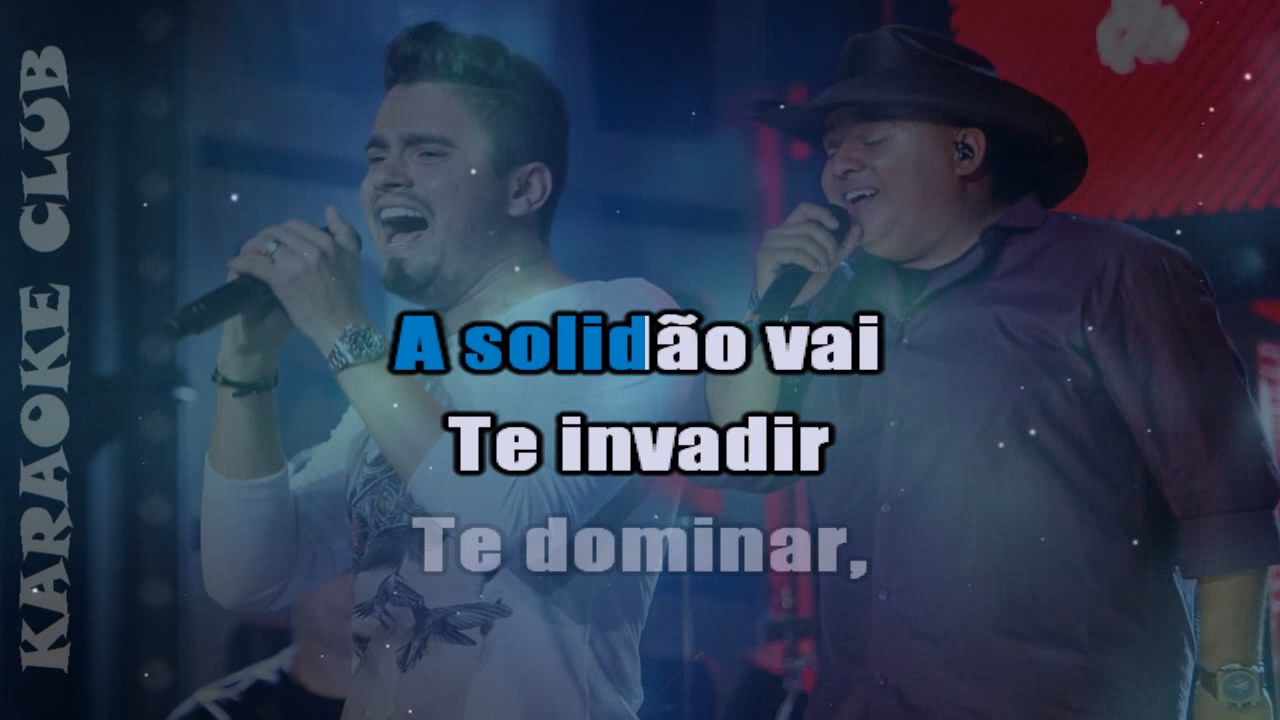 KARAOKE CLUB
A solidão vai
Te invadir
Te dominar,